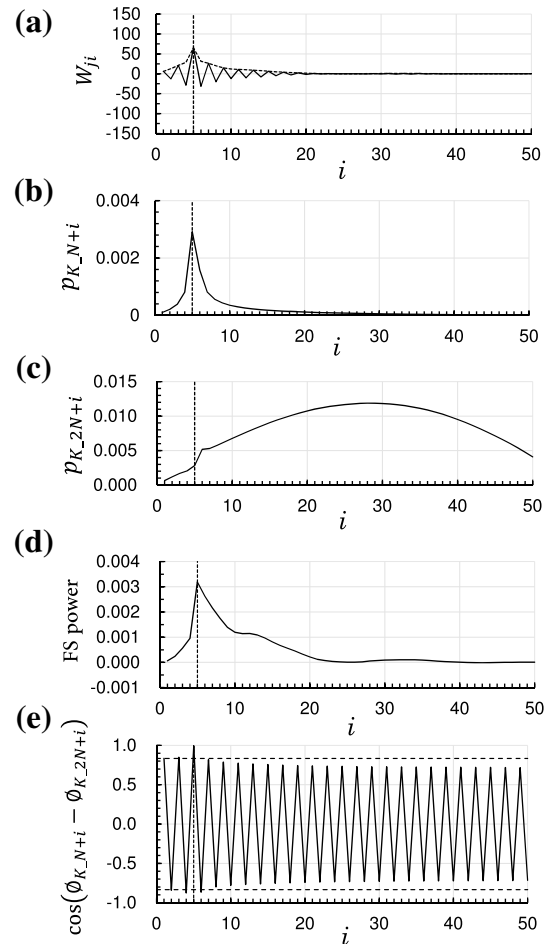 (a)
W_ji
150
100
50
0
-50
-100
-150
0 10 20 30 40 50
i
(b)
p_K_N+i
0.004
0.002
0
0 10 20 30 40 50
i
(c)
p_K_2N+i
0.015
0.010
0.005
0.000
0 10 20 30 40 50
i
(d)
FS power
0.004
0.003
0.002
0.001
0.000
-0.001
0 10 20 30 40 50
i
(e)
cos(∅_K_N+i − ∅_K_2N+i)
1.0
0.5
0.0
-0.5
-1.0
0 10 20 30 40 50
i